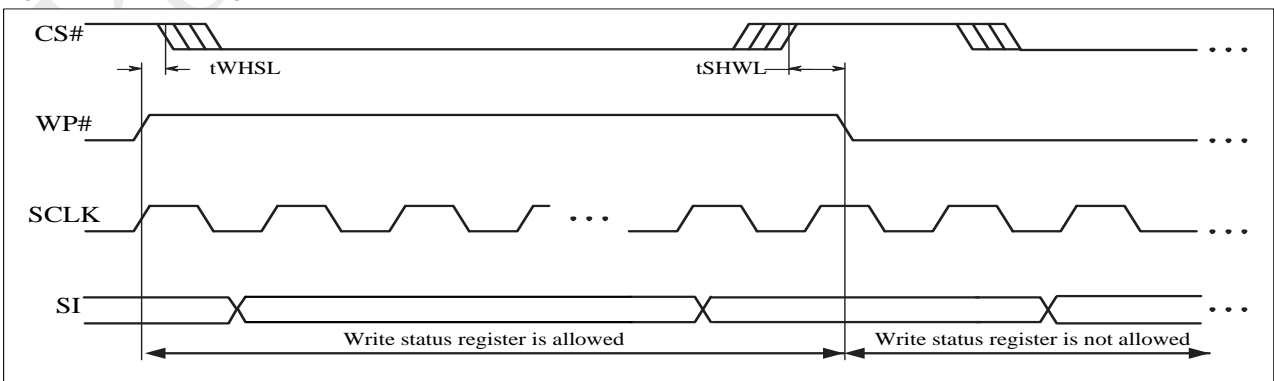 CS#
tWHSL tSHWL
WP#
SCLK
SI
Write status register is allowed Write status register is not allowed